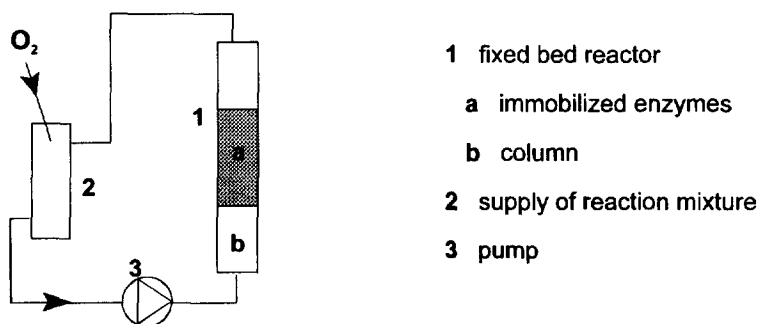 O₂
1
a
2
b
3
1 fixed bed reactor
a immobilized enzymes
b column
2 supply of reaction mixture
3 pump